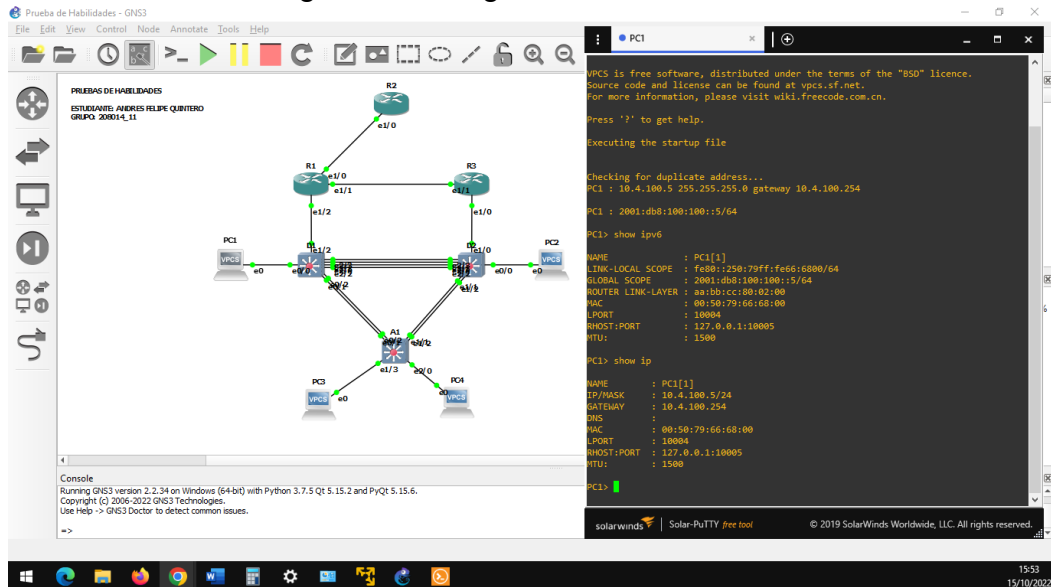 Prueba de Habilidades - GNS3
File Edit View Control Node Annotate Tools Help
PRUEBAS DE HABILIDADES
ESTUDIANTE: ANDRES FELIPE QUINTERO
GRUPO: 208014_11
R2
e1/0
R1
e1/0
e1/1
R3
e1/1
e1/2
e1/0
PC1
VPCS
e0
D1
e1/2
D2
e1/0
e0/0
PC2
VPCS
e0
A1
e1/3
e2/0
PC3
VPCS
e0
PC4
VPCS
e0
Console
Running GNS3 version 2.2.34 on Windows (64-bit) with Python 3.7.5 Qt 5.15.2 and PyQt 5.15.6.
Copyright (c) 2006-2022 GNS3 Technologies.
Use Help -> GNS3 Doctor to detect common issues.
=>
PC1
VPCS is free software, distributed under the terms of the "BSD" licence.
Source code and license can be found at vpcs.sf.net.
For more information, please visit wiki.freecode.com.cn.
Press '?' to get help.
Executing the startup file
Checking for duplicate address...
PC1 : 10.4.100.5 255.255.255.0 gateway 10.4.100.254
PC1 : 2001:db8:100:100::5/64
PC1> show ipv6
NAME : PC1[1]
LINK-LOCAL SCOPE : fe80::250:79ff:fe66:6800/64
GLOBAL SCOPE : 2001:db8:100:100::5/64
ROUTER LINK-LAYER : aa:bb:cc:80:02:00
MAC : 00:50:79:66:68:00
LPORT : 10004
RHOST:PORT : 127.0.0.1:10005
MTU: : 1500
PC1> show ip
NAME : PC1[1]
IP/MASK : 10.4.100.5/24
GATEWAY : 10.4.100.254
DNS :
MAC : 00:50:79:66:68:00
LPORT : 10004
RHOST:PORT : 127.0.0.1:10005
MTU: : 1500
PC1>
solarwinds Solar-PuTTY free tool © 2019 SolarWinds Worldwide, LLC. All rights reserved.
15:53
15/10/2022